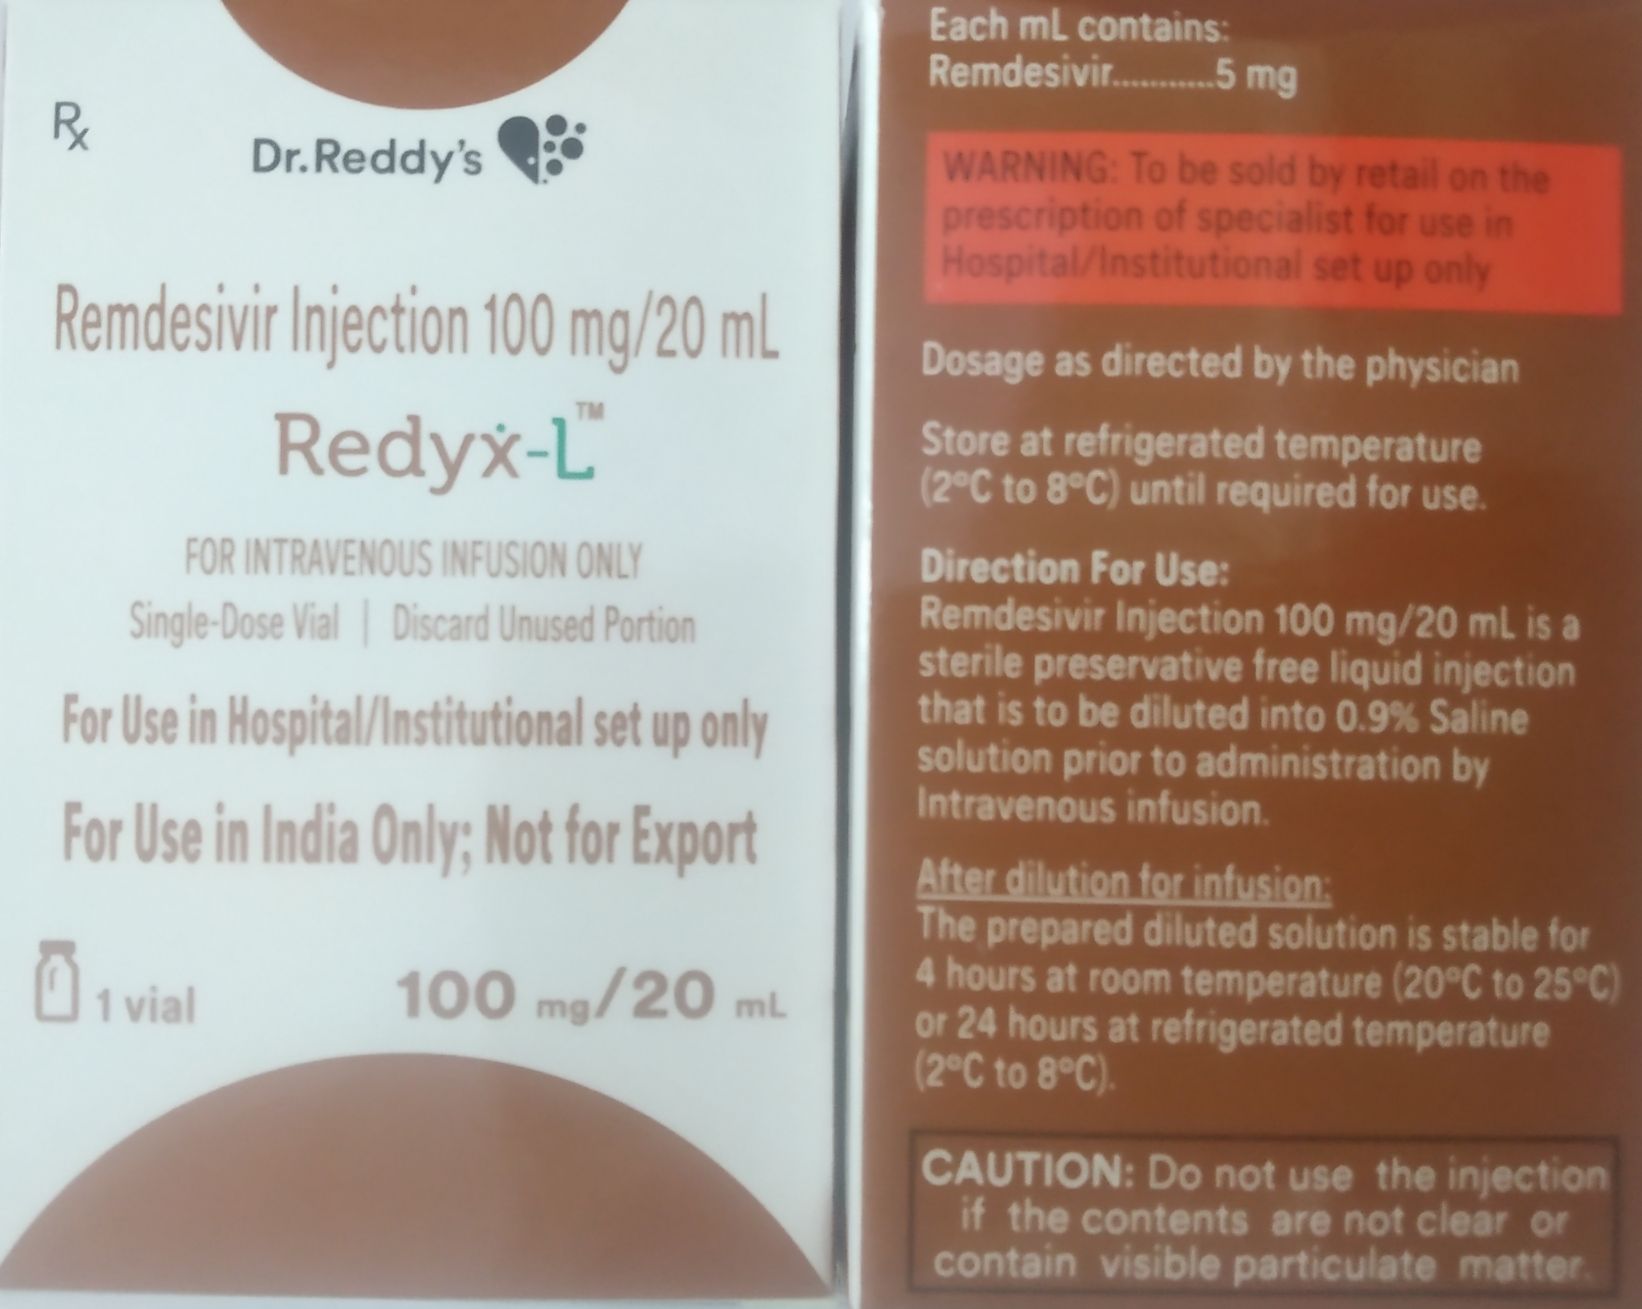 Rx
Dr.Reddy's
Remdesivir Injection 100 mg/20 mL
Redyx-L™
FOR INTRAVENOUS INFUSION ONLY
Single-Dose Vial | Discard Unused Portion
For Use in Hospital/Institutional set up only
For Use in India Only; Not for Export
1 vial
100 mg/20 mL
Each mL contains:
Remdesivir...........5 mg
WARNING: To be sold by retail on the
prescription of specialist for use in
Hospital/Institutional set up only
Dosage as directed by the physician
Store at refrigerated temperature
(2°C to 8°C) until required for use.
Direction For Use:
Remdesivir Injection 100 mg/20 mL is a
sterile preservative free liquid injection
that is to be diluted into 0.9% Saline
solution prior to administration by
Intravenous infusion.
After dilution for infusion:
The prepared diluted solution is stable for
4 hours at room temperature (20°C to 25°C)
or 24 hours at refrigerated temperature
(2°C to 8°C).
CAUTION: Do not use the injection
if the contents are not clear or
contain visible particulate matter.